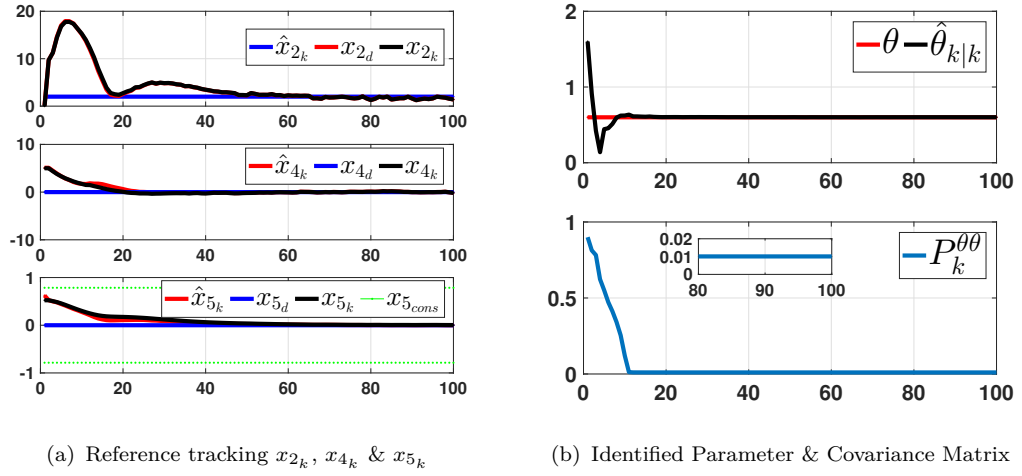 20
10
0
0 20 40 60 80 100
x̂_{2_k} x_{2_d} x_{2_k}
10
0
-10
0 20 40 60 80 100
x̂_{4_k} x_{4_d} x_{4_k}
1
0
-1
0 20 40 60 80 100
x̂_{5_k} x_{5_d} x_{5_k} x_{5_{cons}}
(a) Reference tracking x_{2_k}, x_{4_k} & x_{5_k}
2
1
0
0 20 40 60 80 100
θ θ̂_{k|k}
1
0.5
0
0 20 40 60 80 100
0.02
0.01
0
80 90 100
P_k^{θθ}
(b) Identified Parameter & Covariance Matrix